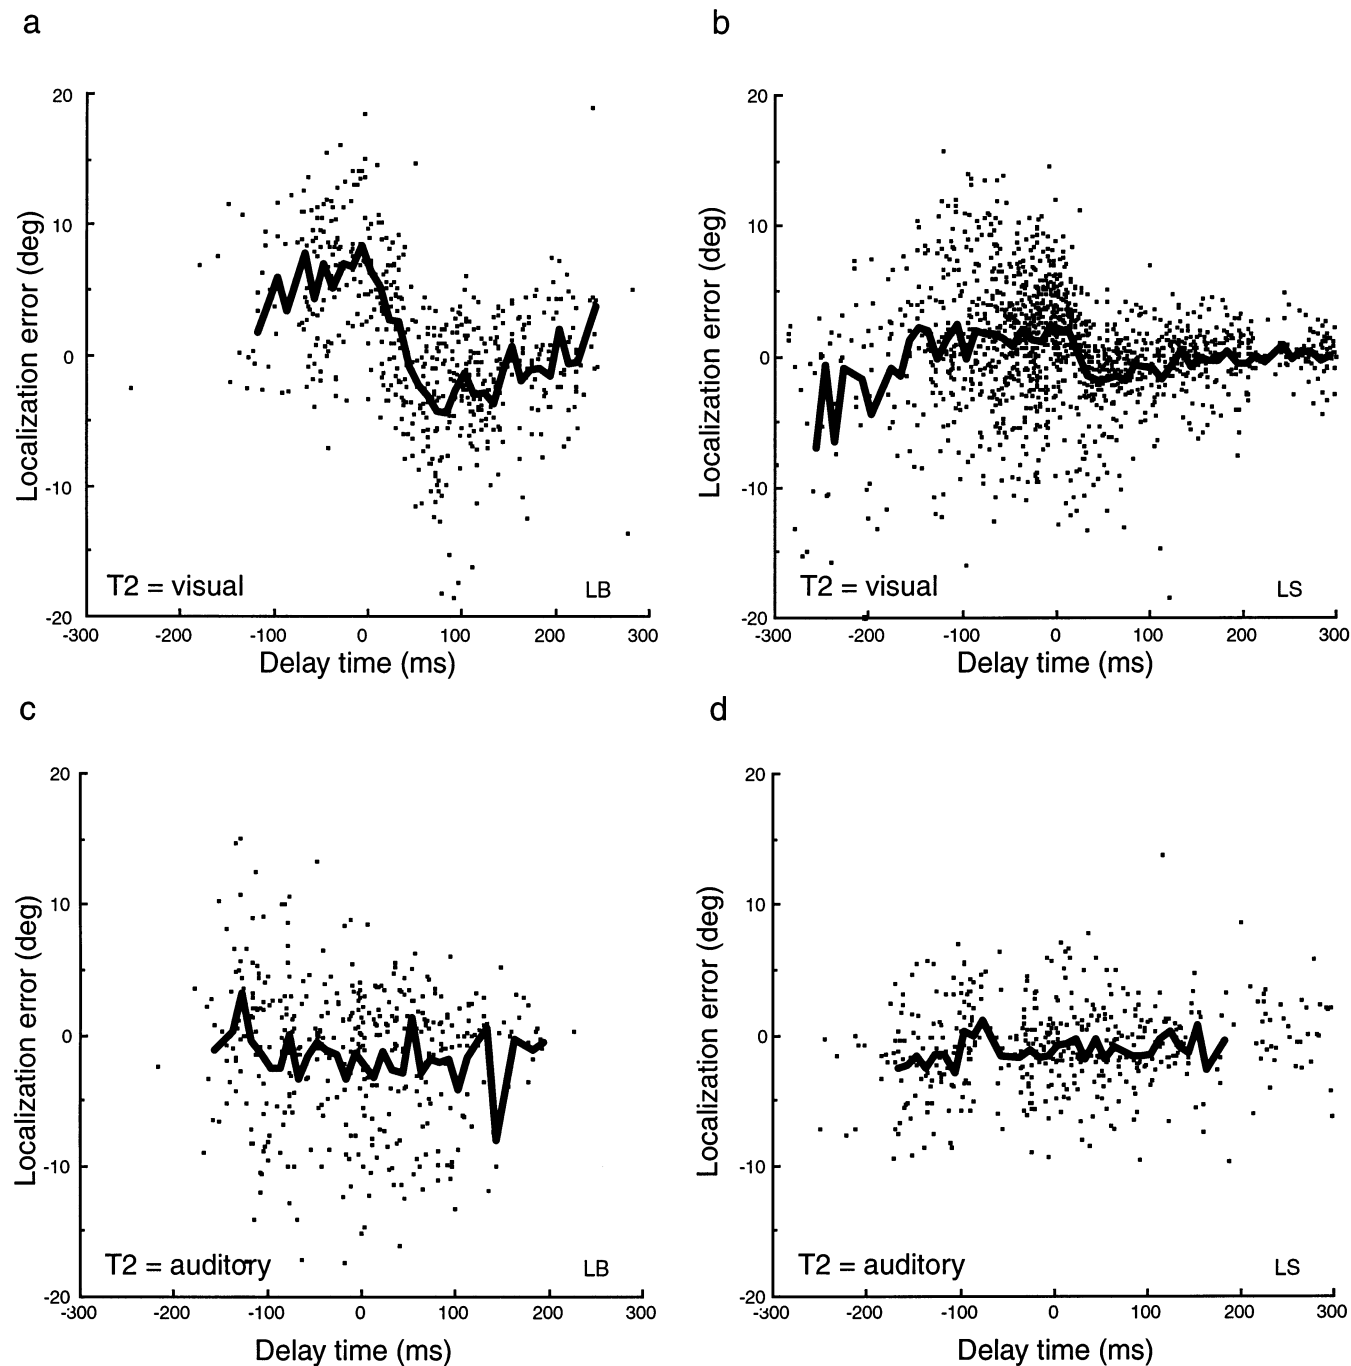 a
20
10
0
-10
-20
Localization error (deg)
T2 = visual
LB
-300 -200 -100 0 100 200 300
Delay time (ms)
b
20
10
0
-10
-20
Localization error (deg)
T2 = visual
LS
-300 -200 -100 0 100 200 300
Delay time (ms)
c
20
10
0
-10
-20
Localization error (deg)
T2 = auditory
LB
-300 -200 -100 0 100 200 300
Delay time (ms)
d
20
10
0
-10
-20
Localization error (deg)
T2 = auditory
LS
-300 -200 -100 0 100 200 300
Delay time (ms)